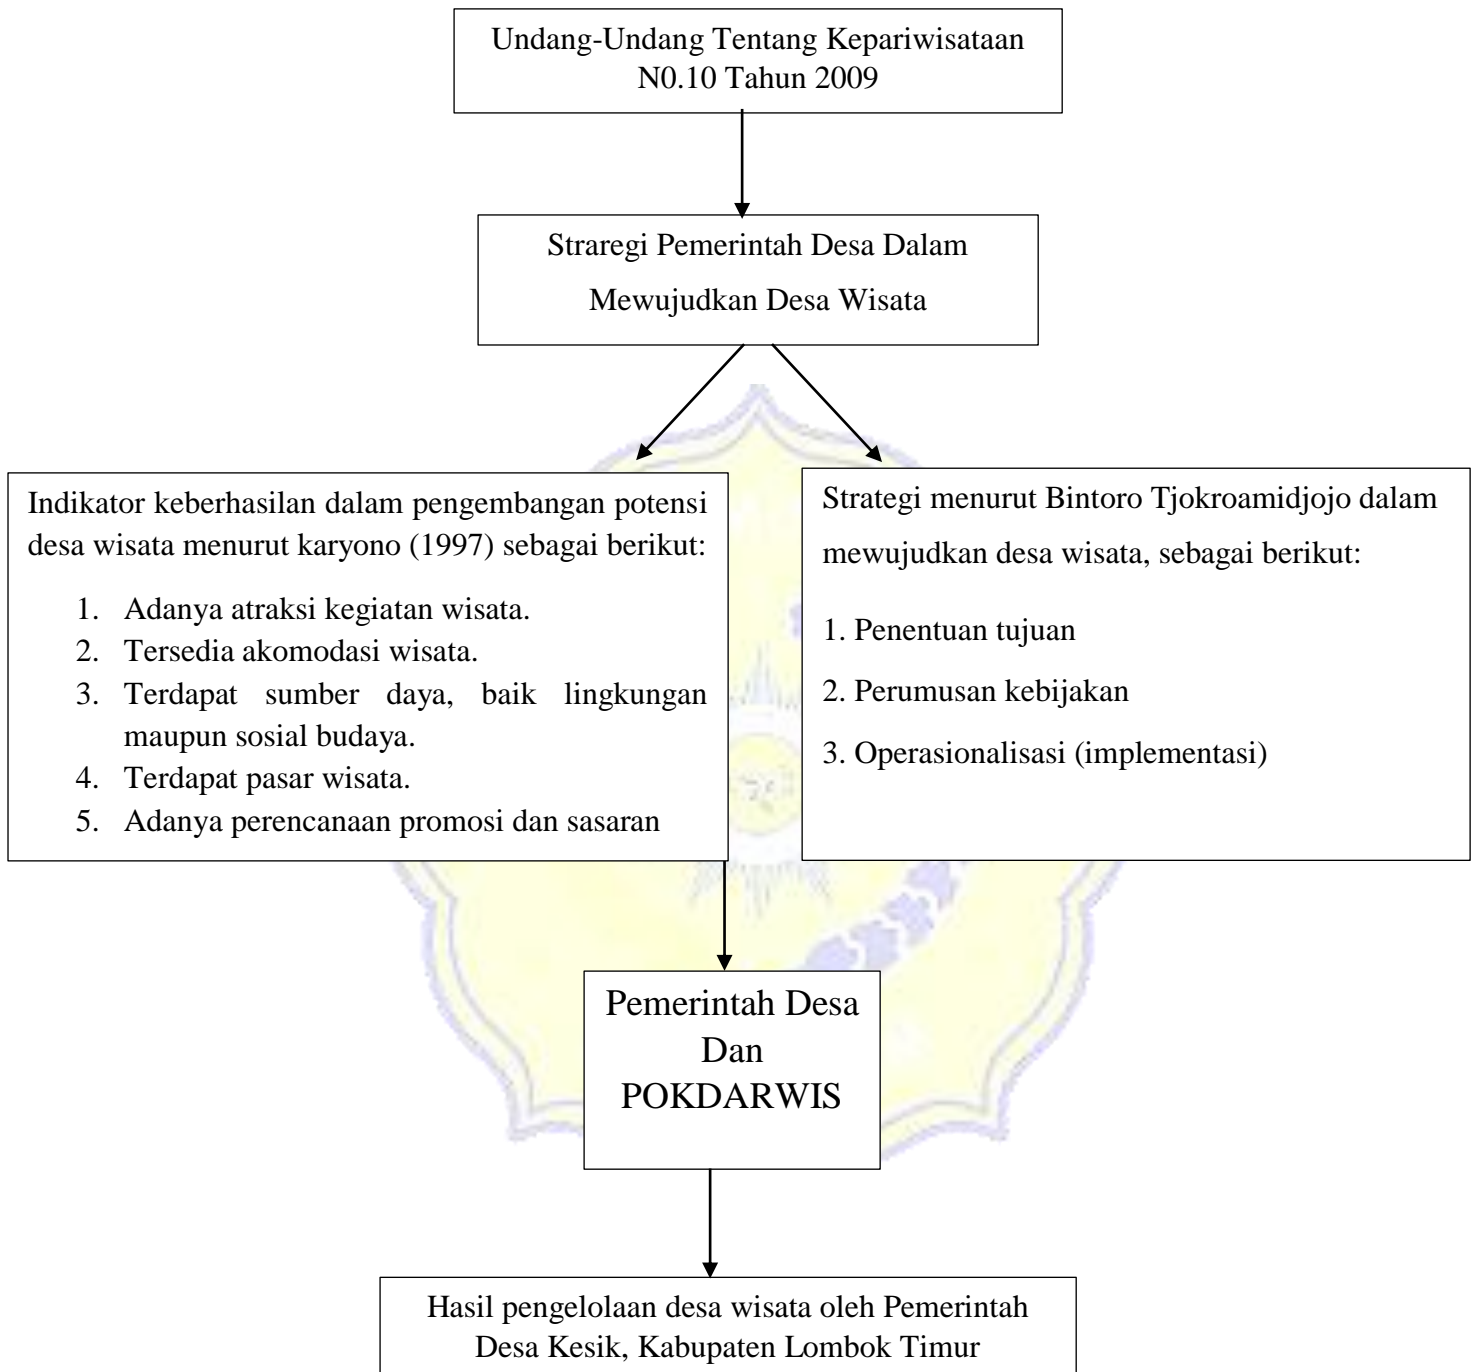 Undang-Undang Tentang Kepariwisataan
N0.10 Tahun 2009
Straregi Pemerintah Desa Dalam
Mewujudkan Desa Wisata
Indikator keberhasilan dalam pengembangan potensi
desa wisata menurut karyono (1997) sebagai berikut:
1. Adanya atraksi kegiatan wisata.
2. Tersedia akomodasi wisata.
3. Terdapat sumber daya, baik lingkungan
maupun sosial budaya.
4. Terdapat pasar wisata.
5. Adanya perencanaan promosi dan sasaran
Strategi menurut Bintoro Tjokroamidjojo dalam
mewujudkan desa wisata, sebagai berikut:
1. Penentuan tujuan
2. Perumusan kebijakan
3. Operasionalisasi (implementasi)
Pemerintah Desa
Dan
POKDARWIS
Hasil pengelolaan desa wisata oleh Pemerintah
Desa Kesik, Kabupaten Lombok Timur